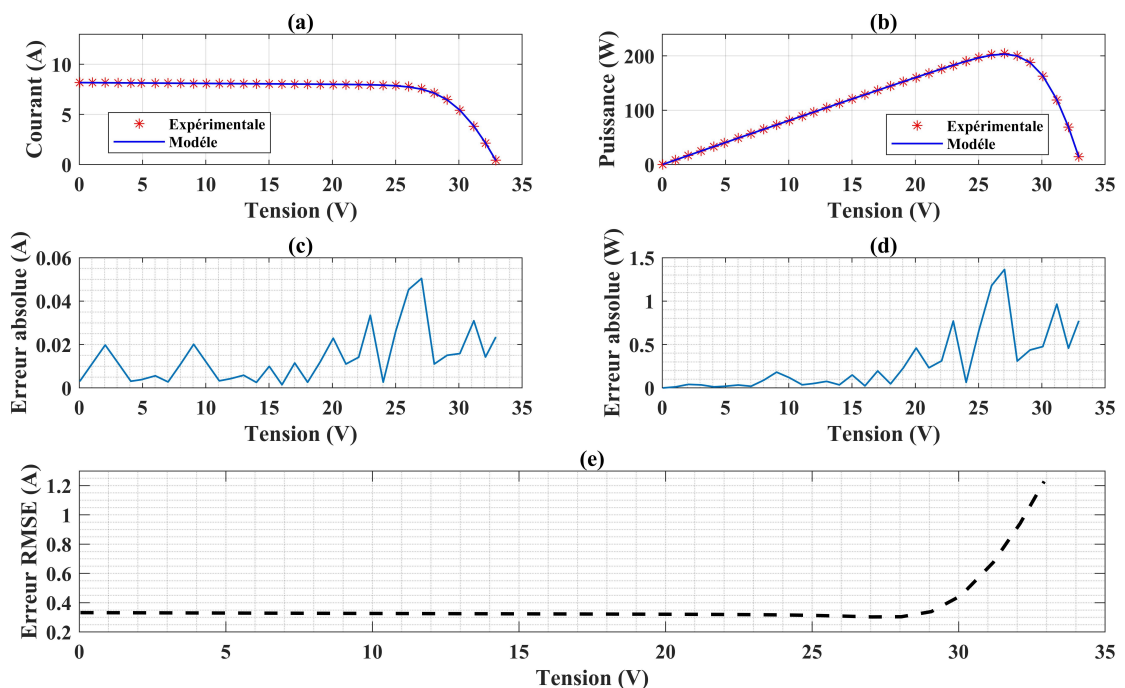 (a)
Courant (A)
10
5
0
Expérimentale
Modéle
0 5 10 15 20 25 30 35
Tension (V)
(b)
Puissance (W)
200
100
0
Expérimentale
Modéle
0 5 10 15 20 25 30 35
Tension (V)
(c)
Erreur absolue (A)
0.06
0.04
0.02
0
0 5 10 15 20 25 30 35
Tension (V)
(d)
Erreur absolue (W)
1.5
1
0.5
0
0 5 10 15 20 25 30 35
Tension (V)
(e)
Erreur RMSE (A)
1.2
1
0.8
0.6
0.4
0.2
0 5 10 15 20 25 30 35
Tension (V)